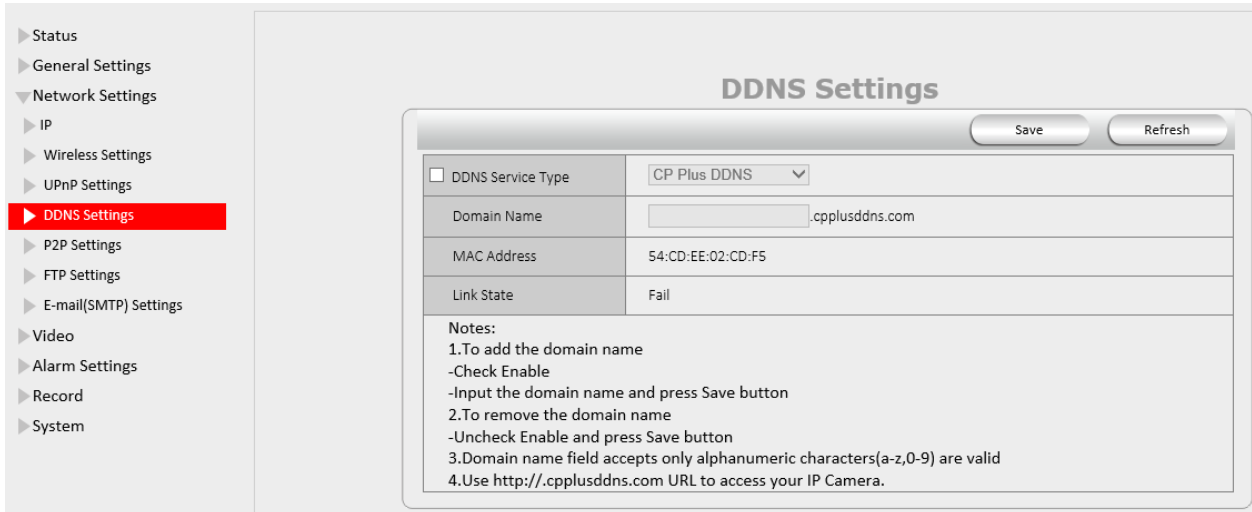 Status
General Settings
Network Settings
IP
Wireless Settings
UPnP Settings
DDNS Settings
P2P Settings
FTP Settings
E-mail(SMTP) Settings
Video
Alarm Settings
Record
System
DDNS Settings
Save Refresh
DDNS Service Type CP Plus DDNS
Domain Name .cpplusddns.com
MAC Address 54:CD:EE:02:CD:F5
Link State Fail
Notes:
1.To add the domain name
-Check Enable
-Input the domain name and press Save button
2.To remove the domain name
-Uncheck Enable and press Save button
3.Domain name field accepts only alphanumeric characters(a-z,0-9) are valid
4.Use http://.cpplusddns.com URL to access your IP Camera.